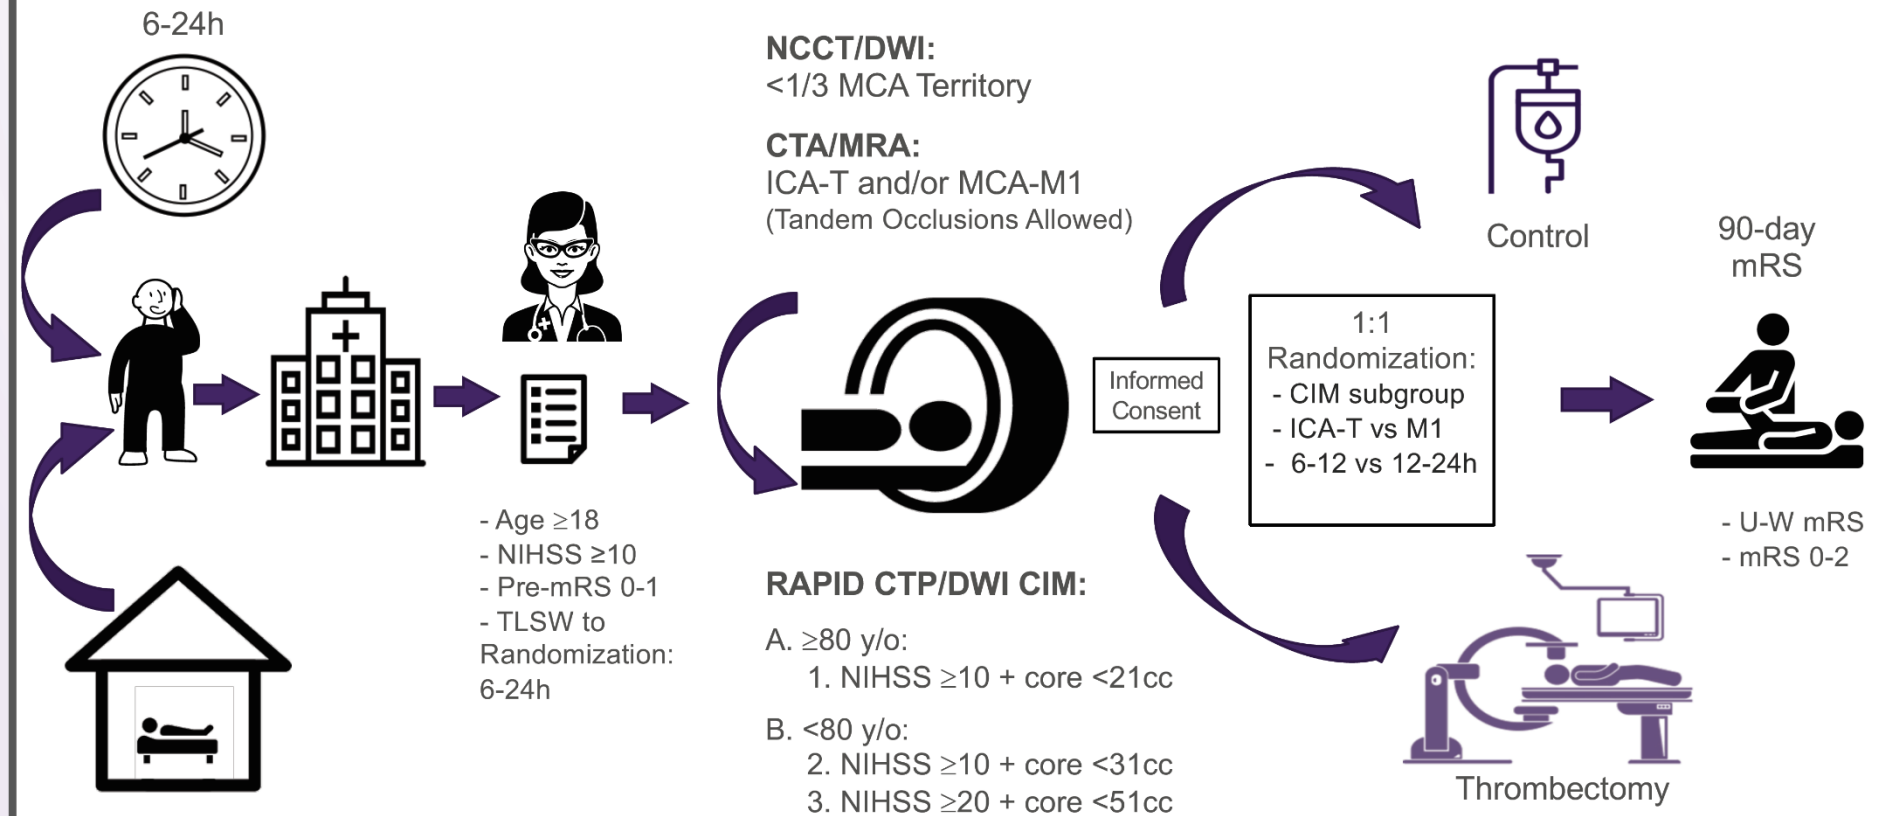 6-24h
- Age ≥18
- NIHSS ≥10
- Pre-mRS 0-1
- TLSW to
Randomization:
6-24h
NCCT/DWI:
<1/3 MCA Territory
CTA/MRA:
ICA-T and/or MCA-M1
(Tandem Occlusions Allowed)
RAPID CTP/DWI CIM:
A. ≥80 y/o:
1. NIHSS ≥10 + core <21cc
B. <80 y/o:
2. NIHSS ≥10 + core <31cc
3. NIHSS ≥20 + core <51cc
Informed
Consent
1:1
Randomization:
- CIM subgroup
- ICA-T vs M1
- 6-12 vs 12-24h
Control
Thrombectomy
90-day
mRS
- U-W mRS
- mRS 0-2